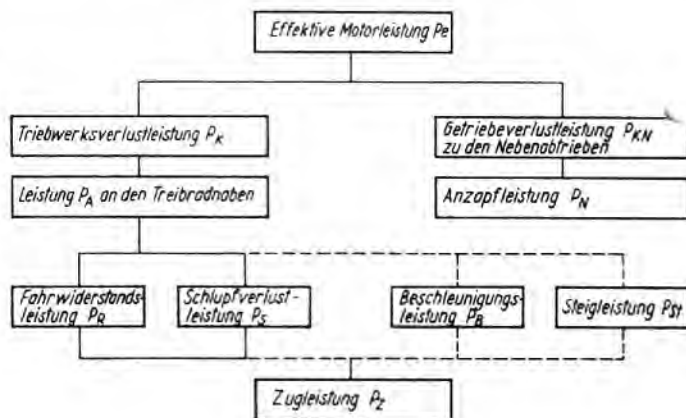 Effektive Motorleistung Pe
Triebwerksverlustleistung PK
Getriebeverlustleistung PKN
zu den Nebenabtrieben
Leistung PA an den Treibradnaben
Anzapfleistung PN
Fahrwiderstands-
leistung PR
Schlupfverlust-
leistung PS
Beschleunigungs-
leistung PB
Steigleistung PSt
Zugleistung PZ